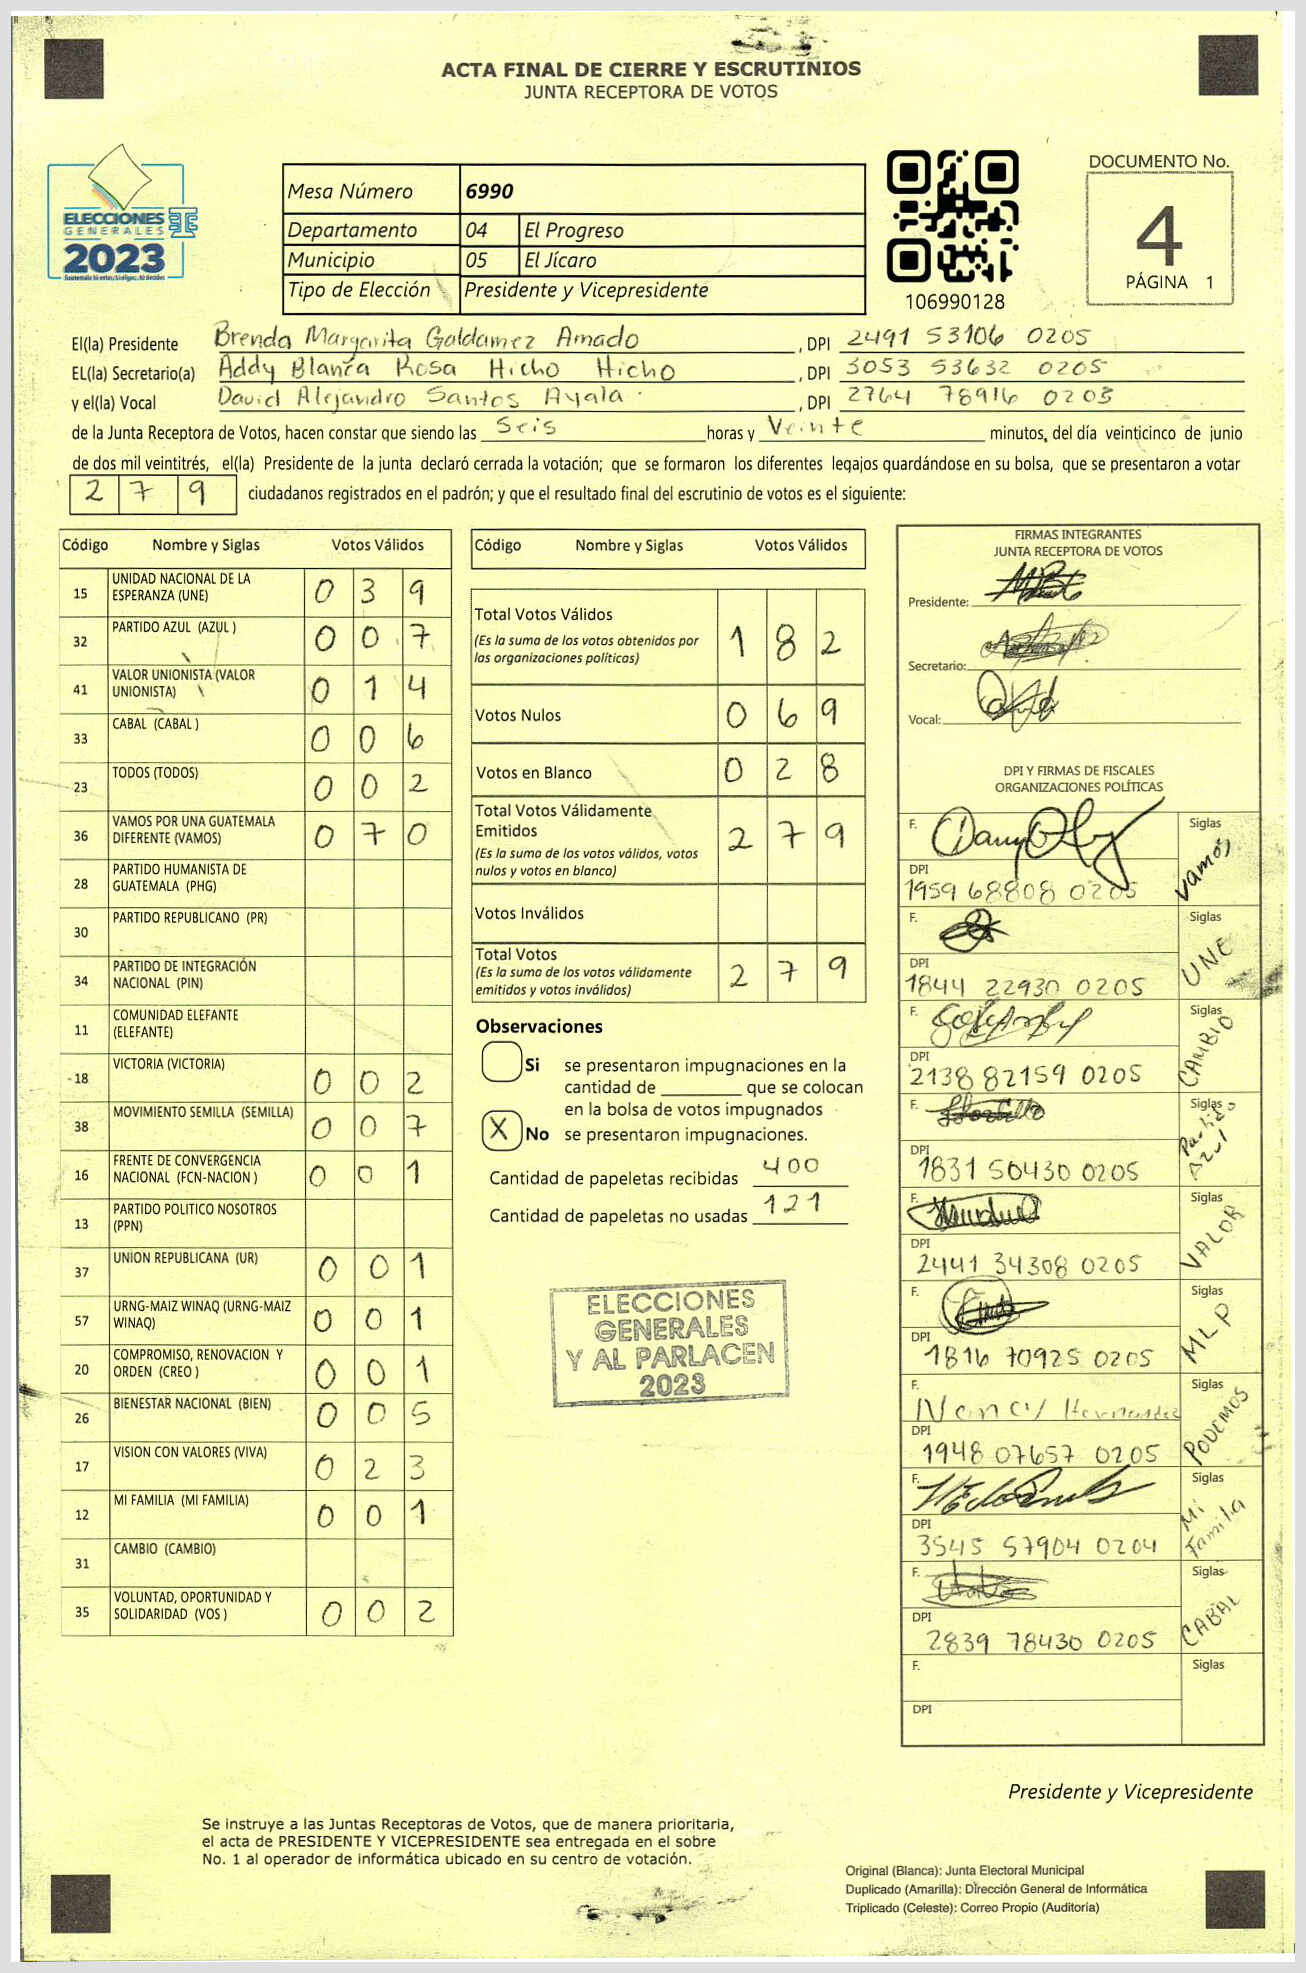 ACTA FINAL DE CIERRE Y ESCRUTINIOS
JUNTA RECEPTORA DE VOTOS
ELECCIONES
GENERALES
2023
Mesa Número 6990
Departamento 04 El Progreso
Municipio 05 El Jícaro
Tipo de Elección Presidente y Vicepresidente
106990128
DOCUMENTO No.
4
PÁGINA 1
El(la) Presidente Brenda Margarita Galdamez Amado, DPI 2491 53106 0205
EL(la) Secretario(a) Addy Blanca Rosa Hicho Hicho, DPI 3053 53632 0205
y el(la) Vocal David Alejandro Santos Ayala, DPI 2764 78916 0203
de la Junta Receptora de Votos, hacen constar que siendo las Seis horas y Veinte minutos, del día veinticinco de junio
de dos mil veintitrés, el(la) Presidente de la junta declaró cerrada la votación; que se formaron los diferentes legajos guardándose en su bolsa, que se presentaron a votar
279 ciudadanos registrados en el padrón; y que el resultado final del escrutinio de votos es el siguiente:
Código Nombre y Siglas Votos Válidos
15 UNIDAD NACIONAL DE LA ESPERANZA (UNE) 0 3 9
32 PARTIDO AZUL (AZUL ) 0 0 7
41 VALOR UNIONISTA (VALOR UNIONISTA) 0 1 4
33 CABAL (CABAL ) 0 0 6
23 TODOS (TODOS) 0 0 2
36 VAMOS POR UNA GUATEMALA DIFERENTE (VAMOS) 0 7 0
28 PARTIDO HUMANISTA DE GUATEMALA (PHG)
30 PARTIDO REPUBLICANO (PR)
34 PARTIDO DE INTEGRACIÓN NACIONAL (PIN)
11 COMUNIDAD ELEFANTE (ELEFANTE)
18 VICTORIA (VICTORIA) 0 0 2
38 MOVIMIENTO SEMILLA (SEMILLA) 0 0 7
16 FRENTE DE CONVERGENCIA NACIONAL (FCN-NACION ) 0 0 1
13 PARTIDO POLITICO NOSOTROS (PPN)
37 UNION REPUBLICANA (UR) 0 0 1
57 URNG-MAIZ WINAQ (URNG-MAIZ WINAQ) 0 0 1
20 COMPROMISO, RENOVACION Y ORDEN (CREO ) 0 0 1
26 BIENESTAR NACIONAL (BIEN) 0 0 5
17 VISION CON VALORES (VIVA) 0 2 3
12 MI FAMILIA (MI FAMILIA) 0 0 1
31 CAMBIO (CAMBIO)
35 VOLUNTAD, OPORTUNIDAD Y SOLIDARIDAD (VOS ) 0 0 2
Código Nombre y Siglas Votos Válidos
Total Votos Válidos 1 8 2
(Es la suma de los votos obtenidos por
las organizaciones políticas)
Votos Nulos 0 6 9
Votos en Blanco 0 2 8
Total Votos Válidamente
Emitidos 2 7 9
(Es la suma de los votos válidos, votos
nulos y votos en blanco)
Votos Inválidos
Total Votos 2 7 9
(Es la suma de los votos válidamente
emitidos y votos inválidos)
Observaciones
Si se presentaron impugnaciones en la
cantidad de ________ que se colocan
en la bolsa de votos impugnados
X No se presentaron impugnaciones.
Cantidad de papeletas recibidas 400
Cantidad de papeletas no usadas 121
ELECCIONES
GENERALES
Y AL PARLACEN
2023
FIRMAS INTEGRANTES
JUNTA RECEPTORA DE VOTOS
Presidente:
Secretario:
Vocal:
DPI Y FIRMAS DE FISCALES
ORGANIZACIONES POLÍTICAS
F. Siglas Vamos
DPI 1959 68808 0205
F. Siglas UNE
DPI 1844 22930 0205
F. Siglas CAMBIO
DPI 2138 82159 0205
F. Siglas Partido Azul
DPI 1831 50430 0205
F. Siglas VALOR
DPI 2441 34308 0205
F. Siglas MLP
DPI 1816 70925 0205
F. Nancy Hernandez Siglas PODEMOS
DPI 1948 07657 0205
F. Siglas Mi Familia
DPI 3545 57904 0204
F. Siglas CABAL
DPI 2839 78430 0205
F. Siglas
DPI
Presidente y Vicepresidente
Se instruye a las Juntas Receptoras de Votos, que de manera prioritaria,
el acta de PRESIDENTE Y VICEPRESIDENTE sea entregada en el sobre
No. 1 al operador de informática ubicado en su centro de votación.
Original (Blanca): Junta Electoral Municipal
Duplicado (Amarilla): Dirección General de Informática
Triplicado (Celeste): Correo Propio (Auditoría)